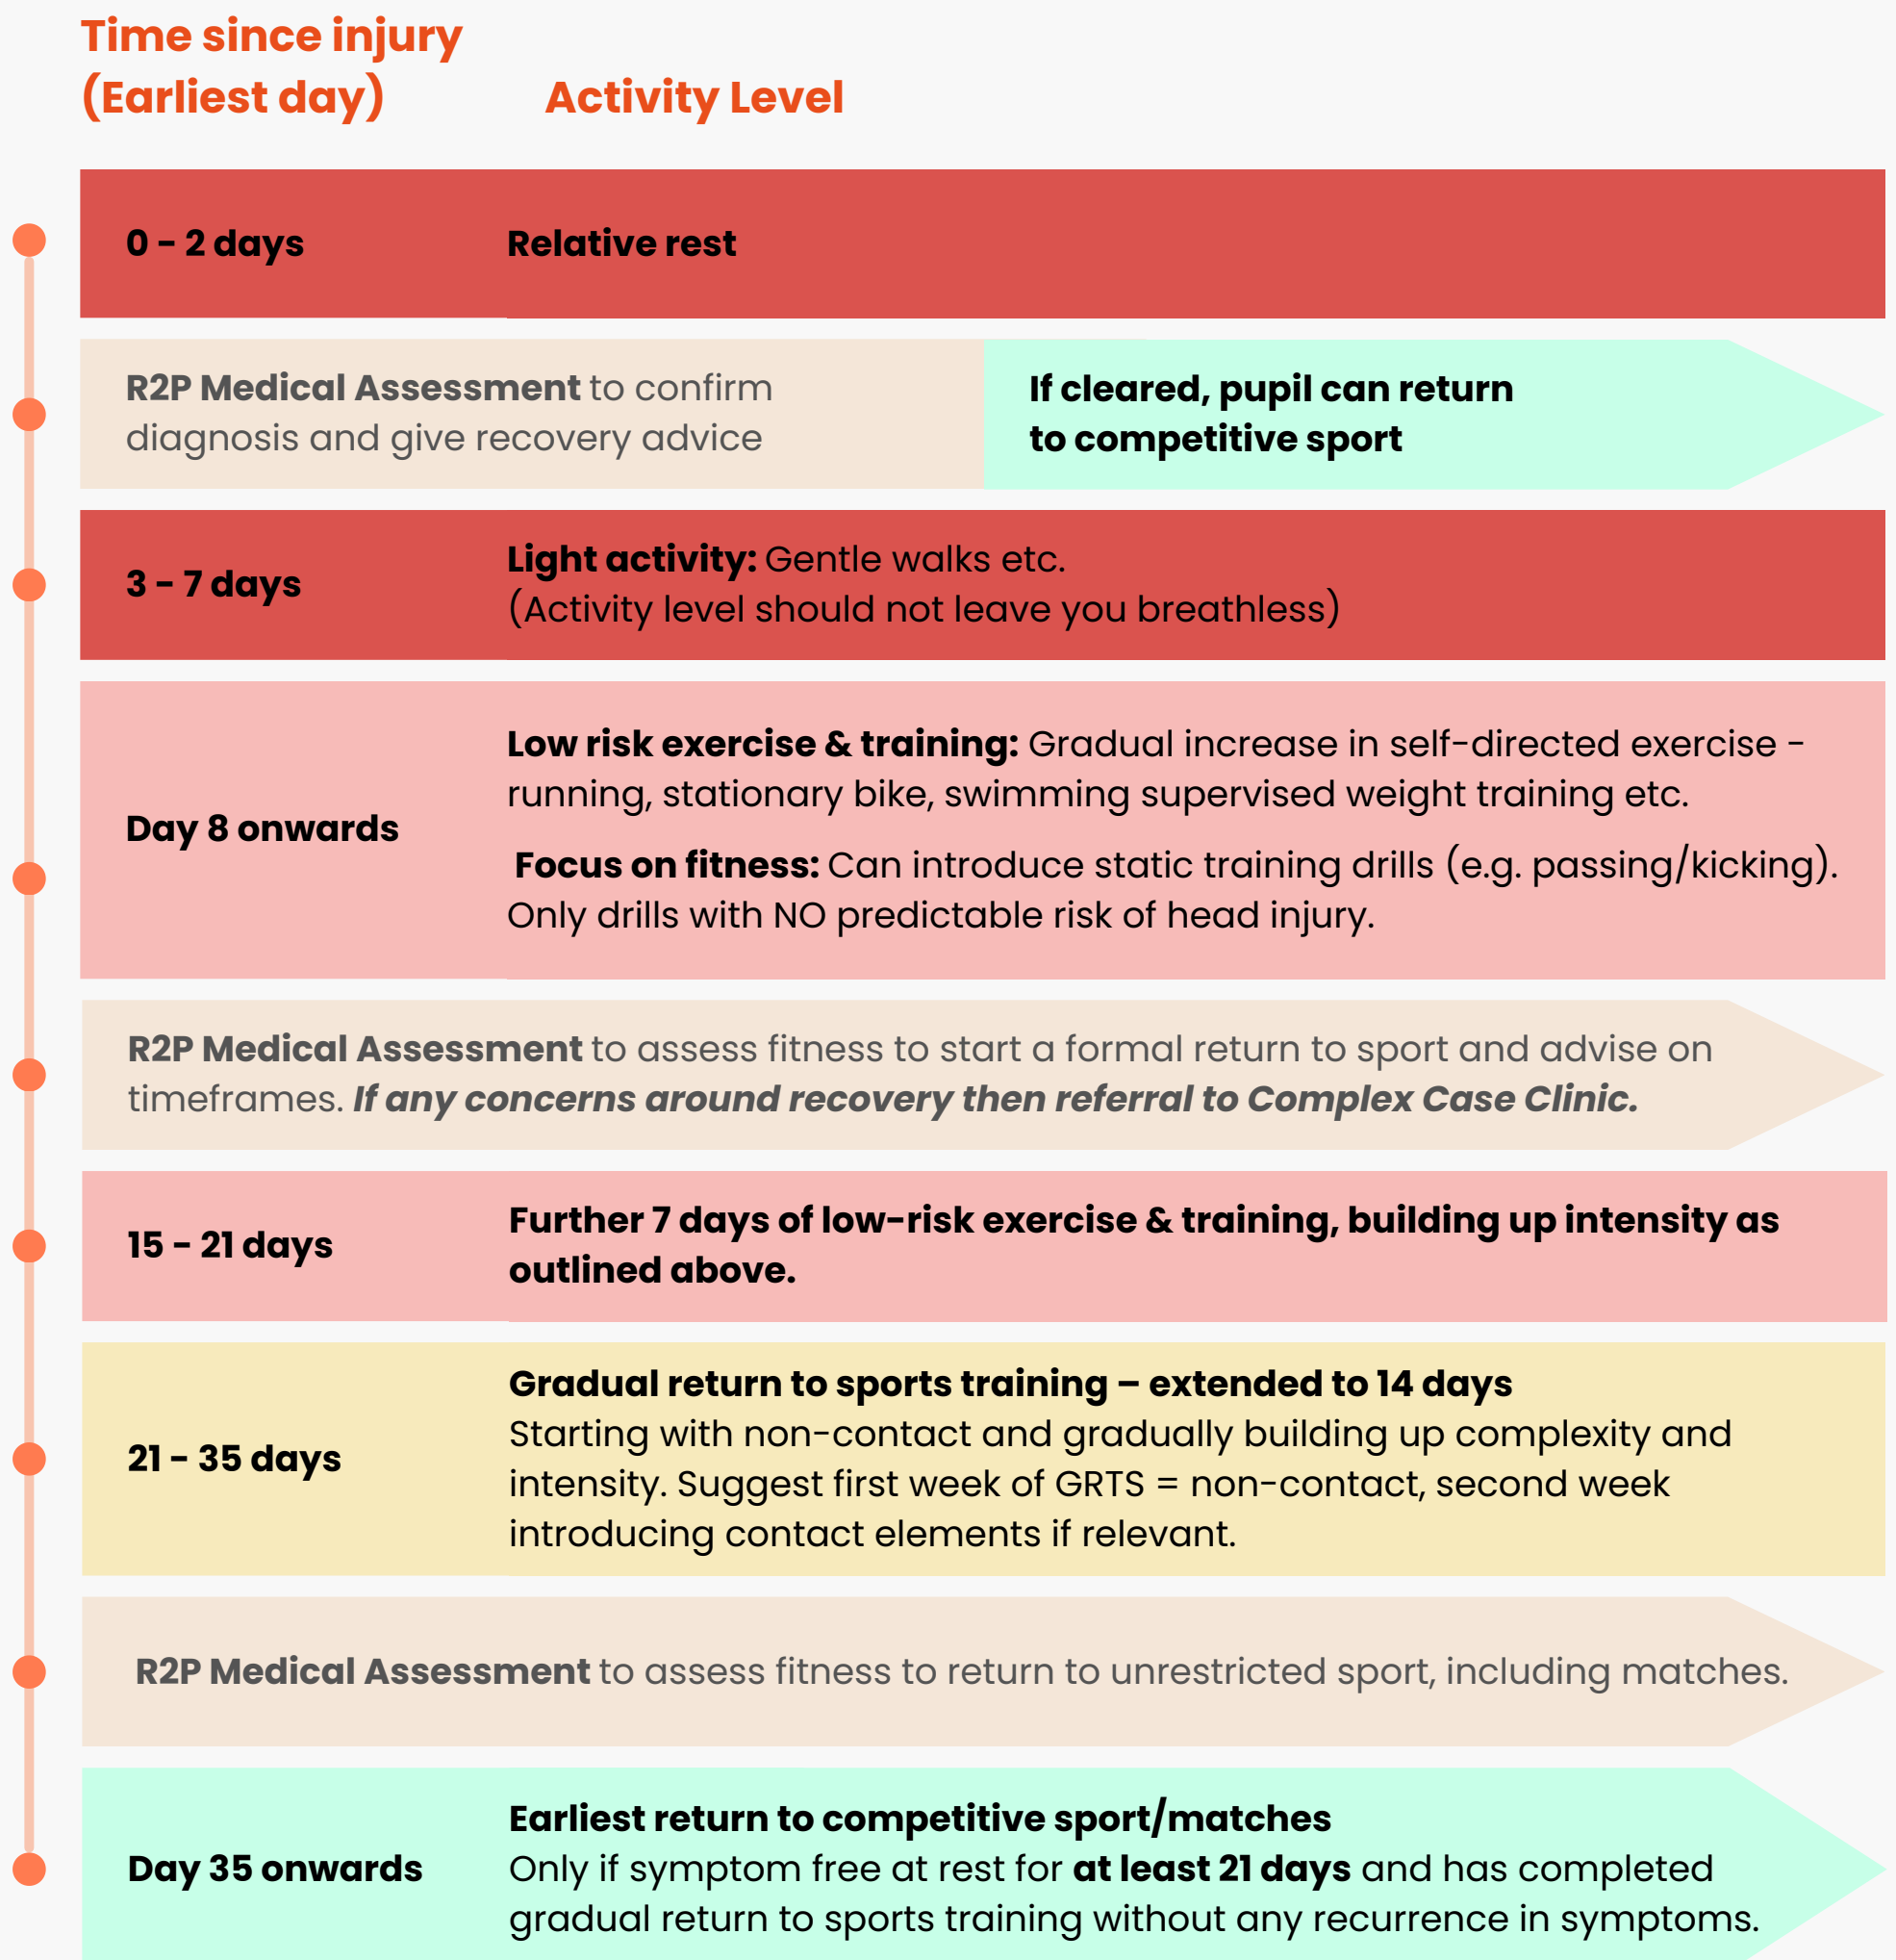 Time since injury
(Earliest day)
Activity Level
0 - 2 days
Relative rest
R2P Medical Assessment to confirm
diagnosis and give recovery advice
If cleared, pupil can return
to competitive sport
3 - 7 days
Light activity: Gentle walks etc.
(Activity level should not leave you breathless)
Day 8 onwards
Low risk exercise & training: Gradual increase in self-directed exercise -
running, stationary bike, swimming supervised weight training etc.
Focus on fitness: Can introduce static training drills (e.g. passing/kicking).
Only drills with NO predictable risk of head injury.
R2P Medical Assessment to assess fitness to start a formal return to sport and advise on
timeframes. If any concerns around recovery then referral to Complex Case Clinic.
15 - 21 days
Further 7 days of low-risk exercise & training, building up intensity as
outlined above.
21 - 35 days
Gradual return to sports training – extended to 14 days
Starting with non-contact and gradually building up complexity and
intensity. Suggest first week of GRTS = non-contact, second week
introducing contact elements if relevant.
R2P Medical Assessment to assess fitness to return to unrestricted sport, including matches.
Day 35 onwards
Earliest return to competitive sport/matches
Only if symptom free at rest for at least 21 days and has completed
gradual return to sports training without any recurrence in symptoms.